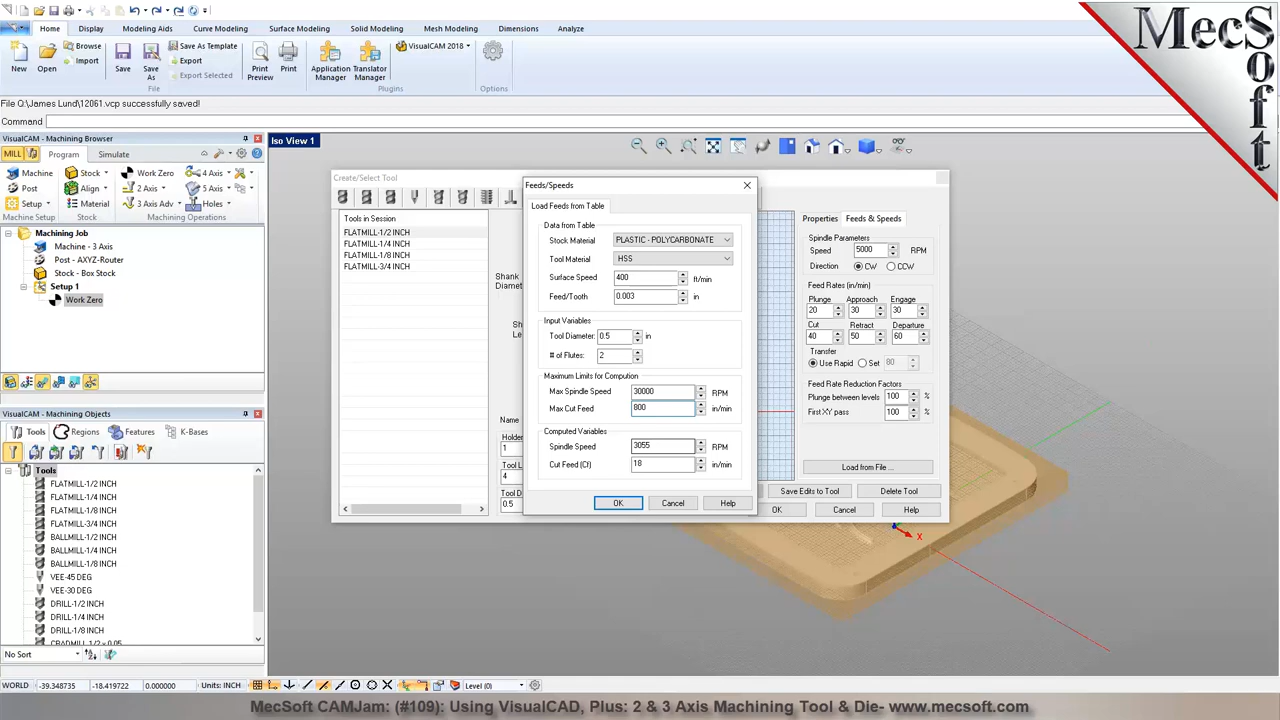 Home Display Modeling Aids Curve Modeling Surface Modeling Solid Modeling Mesh Modeling Dimensions Analyze
New
Open
Browse
Import
Save
Save As
Save As Template
Export
Export Selected
Print Preview
Print
Application Manager
Translator Manager
VisualCAM 2018
File
Plugins
Options
MecSoft
File Q:\James Lund\12061.vcp successfully saved!
Command
VisualCAM - Machining Browser
MILL
Program Simulate
Machine Stock Work Zero 4 Axis
Post Align 2 Axis 5 Axis
Setup Material 3 Axis Adv Holes
Machine Setup Stock Machining Operations
Machining Job
Machine - 3 Axis
Post - AXYZ-Router
Stock - Box Stock
Setup 1
Work Zero
VisualCAM - Machining Objects
Tools Regions Features K-Bases
Tools
FLATMILL-1/2 INCH
FLATMILL-1/4 INCH
FLATMILL-1/8 INCH
FLATMILL-3/4 INCH
BALLMILL-1/2 INCH
BALLMILL-1/4 INCH
BALLMILL-1/8 INCH
VEE-45 DEG
VEE-30 DEG
DRILL-1/2 INCH
DRILL-1/4 INCH
DRILL-1/8 INCH
No Sort
Iso View 1
Create/Select Tool
Tools in Session
FLATMILL-1/2 INCH
FLATMILL-1/4 INCH
FLATMILL-1/8 INCH
FLATMILL-3/4 INCH
Shank
Diamet
Sh
Le
Name
Holder
1
Tool L
4
Tool D
0.5
Feeds/Speeds
Load Feeds from Table
Data from Table
Stock Material PLASTIC - POLYCARBONATE
Tool Material HSS
Surface Speed 400 ft/min
Feed/Tooth 0.003 in
Input Variables
Tool Diameter: 0.5 in
# of Flutes: 2
Maximum Limits for Compution
Max Spindle Speed 30000 RPM
Max Cut Feed 800 in/min
Computed Variables
Spindle Speed 3055 RPM
Cut Feed (Cf) 18 in/min
OK Cancel Help
Properties Feeds & Speeds
Spindle Parameters
Speed 5000 RPM
Direction CW CCW
Feed Rates (in/min)
Plunge Approach Engage
20 30 30
Cut Retract Departure
40 50 60
Transfer
Use Rapid Set 80
Feed Rate Reduction Factors
Plunge between levels 100 %
First XY pass 100 %
Load from File ...
Save Edits to Tool Delete Tool
OK Cancel Help
X
WORLD -39.348735 -18.419722 0.000000 Units: INCH Level (0)
MecSoft CAMJam: (#109): Using VisualCAD, Plus: 2 & 3 Axis Machining Tool & Die- www.mecsoft.com